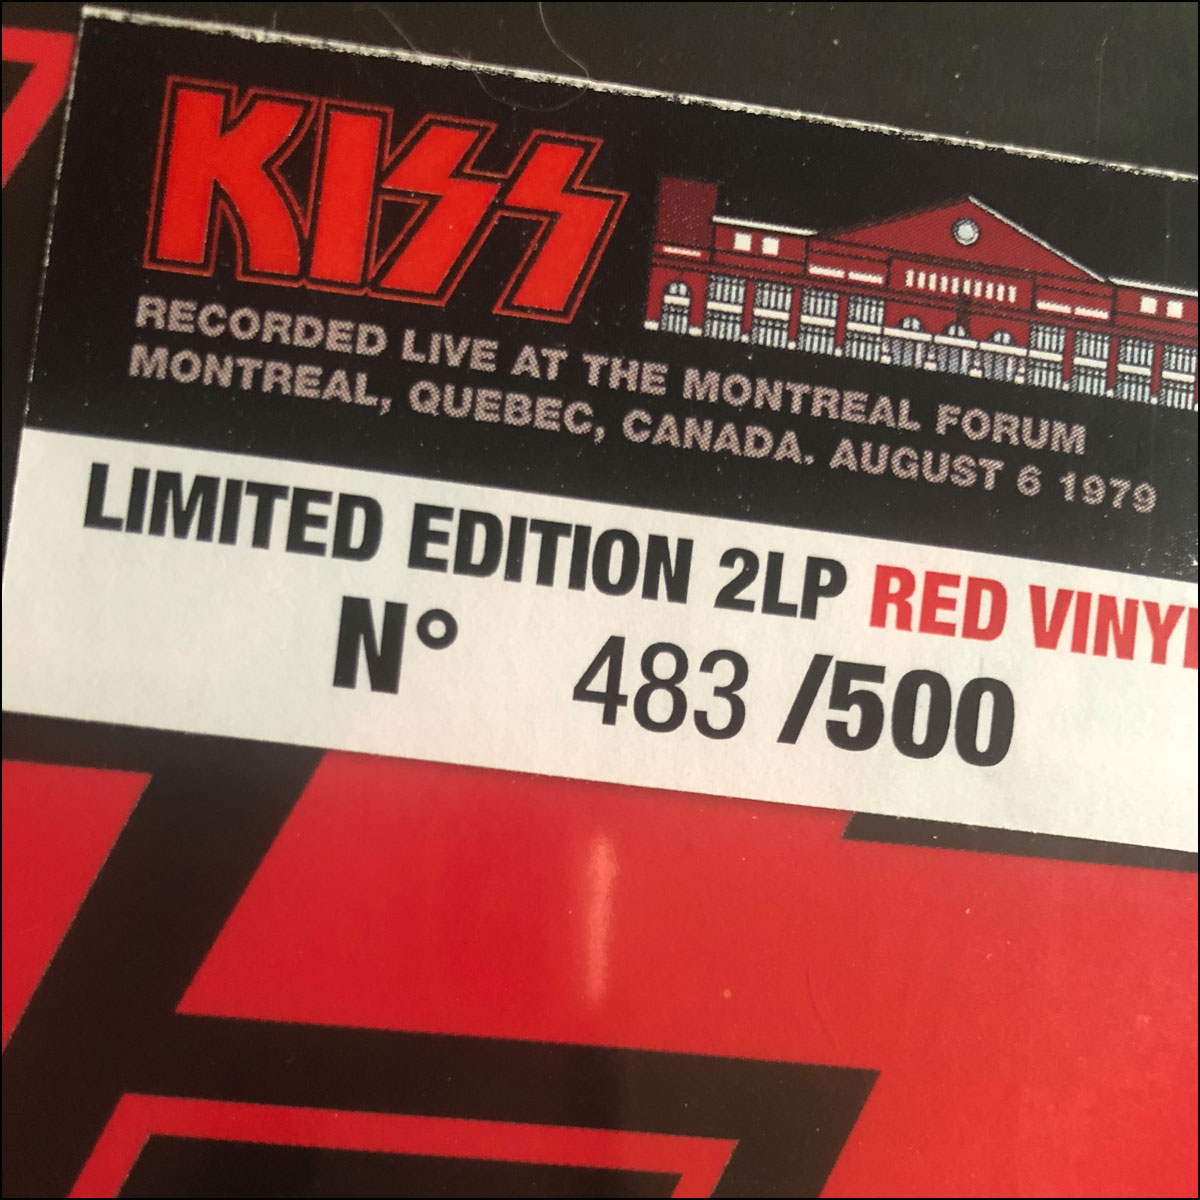 KISS
RECORDED LIVE AT THE MONTREAL FORUM
MONTREAL, QUEBEC, CANADA. AUGUST 6 1979
LIMITED EDITION 2LP RED VINYL
N° 483 /500